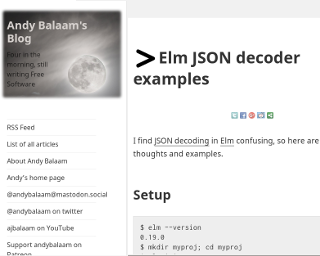 Andy Balaam's
Blog
Four in the
morning, still
writing Free
Software
RSS Feed
List of all articles
About Andy Balaam
Andy's home page
@andybalaam@mastodon.social
@andybalaam on twitter
ajbalaam on YouTube
Support andybalaam on
Patreon
> Elm JSON decoder
examples
I find JSON decoding in Elm confusing, so here are
thoughts and examples.
Setup
$ elm --version
0.19.0
$ mkdir myproj; cd myproj